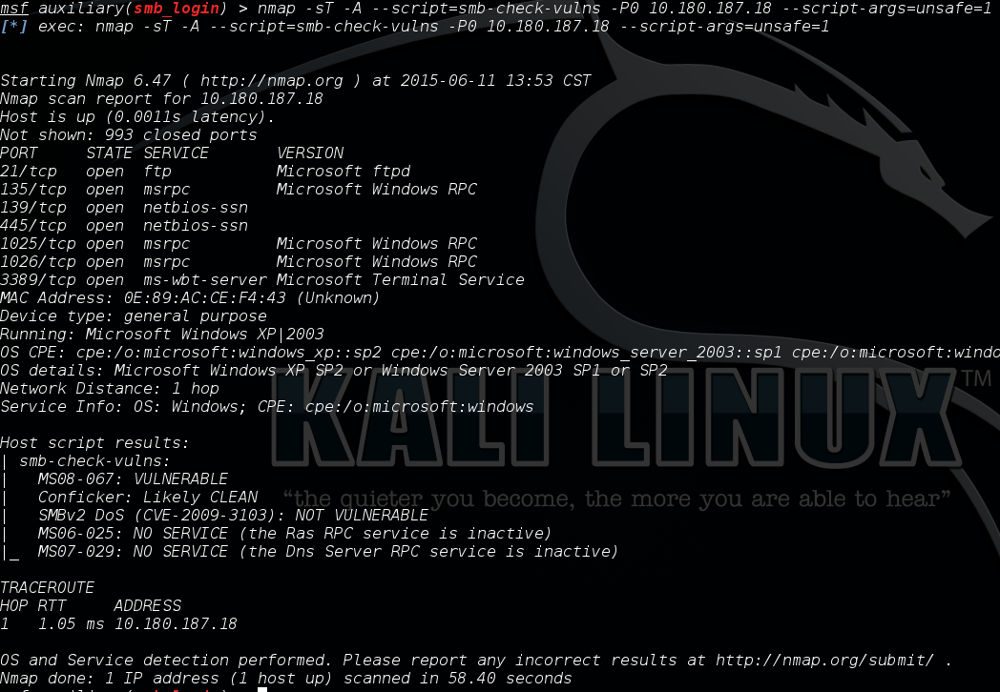 msf auxiliary(smb_login) > nmap -sT -A --script=smb-check-vulns -P0 10.180.187.18 --script-args=unsafe=1
[*] exec: nmap -sT -A --script=smb-check-vulns -P0 10.180.187.18 --script-args=unsafe=1
Starting Nmap 6.47 ( http://nmap.org ) at 2015-06-11 13:53 CST
Nmap scan report for 10.180.187.18
Host is up (0.0011s latency).
Not shown: 993 closed ports
PORT     STATE SERVICE       VERSION
21/tcp   open  ftp           Microsoft ftpd
135/tcp  open  msrpc         Microsoft Windows RPC
139/tcp  open  netbios-ssn
445/tcp  open  netbios-ssn
1025/tcp open  msrpc         Microsoft Windows RPC
1026/tcp open  msrpc         Microsoft Windows RPC
3389/tcp open  ms-wbt-server Microsoft Terminal Service
MAC Address: 0E:89:AC:CE:F4:43 (Unknown)
Device type: general purpose
Running: Microsoft Windows XP|2003
OS CPE: cpe:/o:microsoft:windows_xp::sp2 cpe:/o:microsoft:windows_server_2003::sp1 cpe:/o:microsoft:windo
OS details: Microsoft Windows XP SP2 or Windows Server 2003 SP1 or SP2
Network Distance: 1 hop
Service Info: OS: Windows; CPE: cpe:/o:microsoft:windows
KALI LINUX TM
Host script results:
| smb-check-vulns:
|   MS08-067: VULNERABLE
|   Conficker: Likely CLEAN
“the quieter you become, the more you are able to hear”
|   SMBv2 DoS (CVE-2009-3103): NOT VULNERABLE
|   MS06-025: NO SERVICE (the Ras RPC service is inactive)
|_  MS07-029: NO SERVICE (the Dns Server RPC service is inactive)
TRACEROUTE
HOP RTT     ADDRESS
1   1.05 ms 10.180.187.18
OS and Service detection performed. Please report any incorrect results at http://nmap.org/submit/ .
Nmap done: 1 IP address (1 host up) scanned in 58.40 seconds